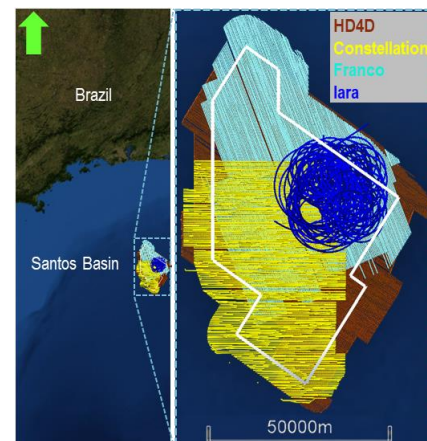 HD4D
Constellation
Franco
Iara
Brazil
Santos Basin
50000m